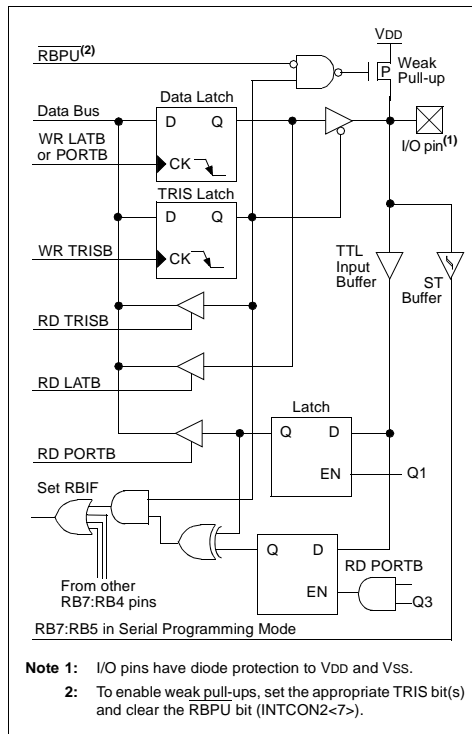 VDD
RBPU(2)
Weak
P
Pull-up
Data Bus
Data Latch
D Q
WR LATB
or PORTB
CK
I/O pin(1)
TRIS Latch
D Q
WR TRISB
CK
TTL
Input
Buffer
ST
Buffer
RD TRISB
RD LATB
Latch
Q D
RD PORTB
EN
Q1
Set RBIF
Q D
RD PORTB
EN
Q3
From other
RB7:RB4 pins
RB7:RB5 in Serial Programming Mode
Note 1: I/O pins have diode protection to VDD and VSS.
2: To enable weak pull-ups, set the appropriate TRIS bit(s)
and clear the RBPU bit (INTCON2<7>).